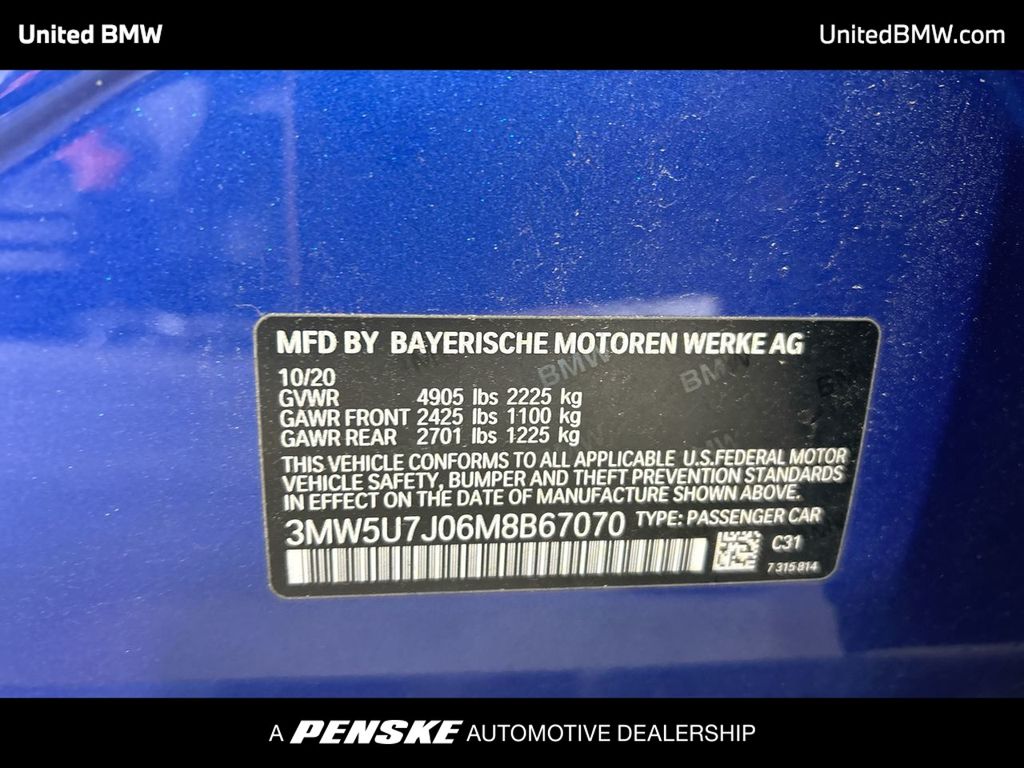 United BMW
UnitedBMW.com
MFD BY BAYERISCHE MOTOREN WERKE AG
10/20
GVWR 4905 lbs 2225 kg
GAWR FRONT 2425 lbs 1100 kg
GAWR REAR 2701 lbs 1225 kg
THIS VEHICLE CONFORMS TO ALL APPLICABLE U.S.FEDERAL MOTOR
VEHICLE SAFETY, BUMPER AND THEFT PREVENTION STANDARDS
IN EFFECT ON THE DATE OF MANUFACTURE SHOWN ABOVE.
3MW5U7J06M8B67070 TYPE: PASSENGER CAR
C31
7 315 814
A PENSKE AUTOMOTIVE DEALERSHIP